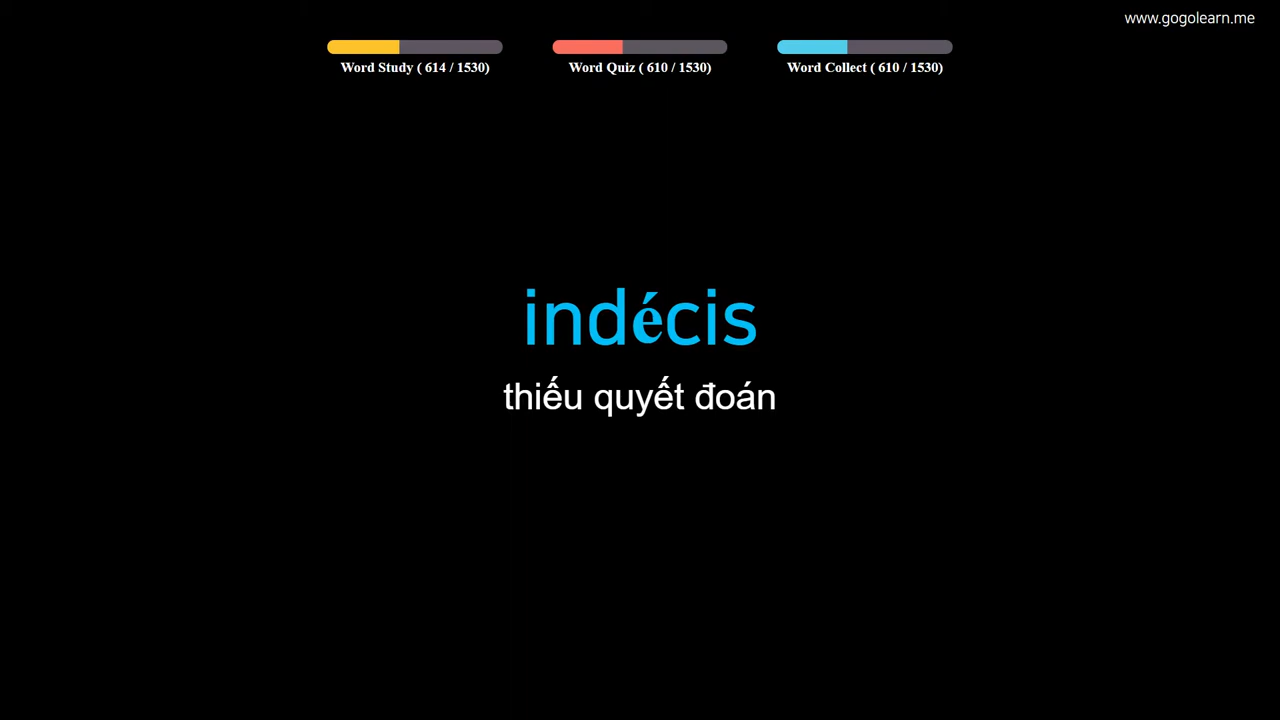 www.gogolearn.me
Word Study ( 614 / 1530)
Word Quiz ( 610 / 1530)
Word Collect ( 610 / 1530)
indécis
thiếu quyết đoán